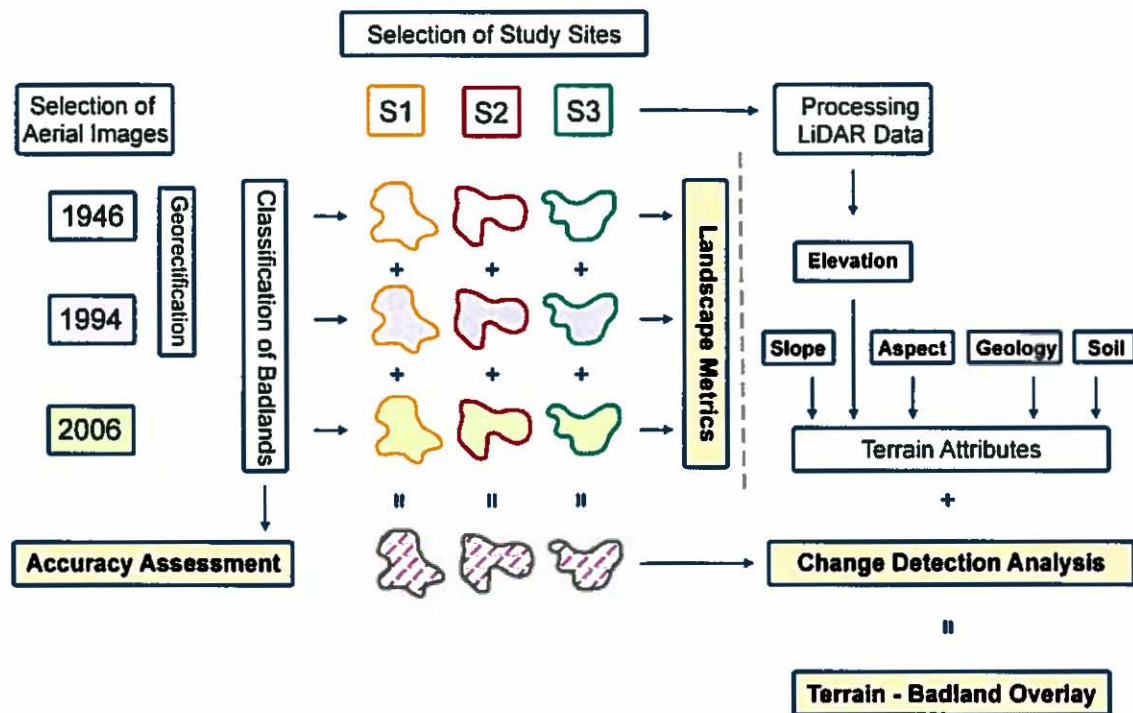 Selection of Study Sites
Selection of
Aerial Images
S1
S2
S3
Processing
LiDAR Data
1946
1994
2006
Georectification
Classification of Badlands
+
+
+
+
+
+
=
=
=
Landscape Metrics
Elevation
Slope
Aspect
Geology
Soil
Terrain Attributes
+
Accuracy Assessment
Change Detection Analysis
=
Terrain - Badland Overlay